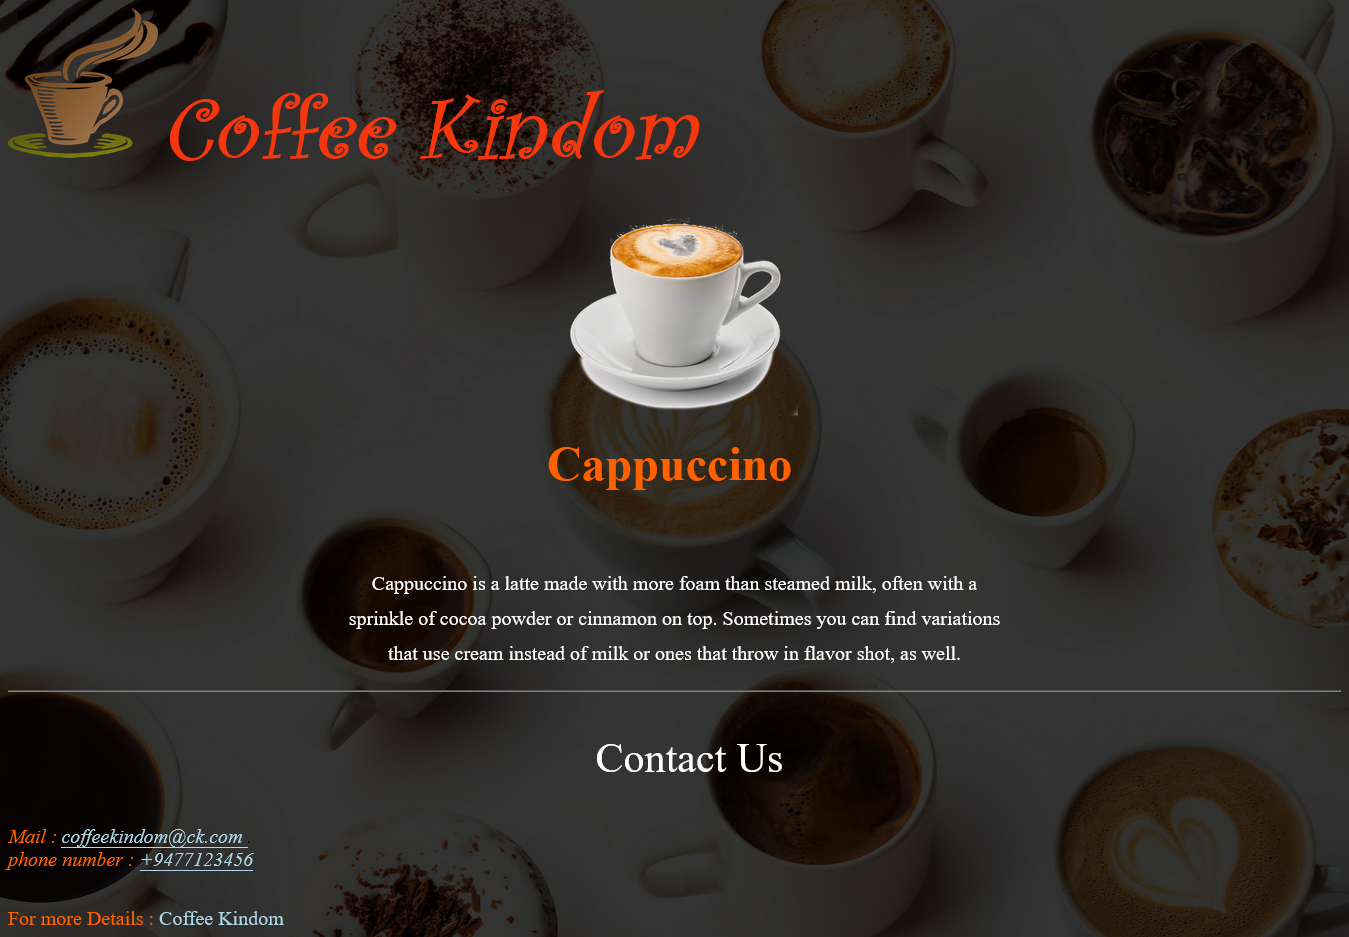 Coffee Kindom
Cappuccino
Cappuccino is a latte made with more foam than steamed milk, often with a
sprinkle of cocoa powder or cinnamon on top. Sometimes you can find variations
that use cream instead of milk or ones that throw in flavor shot, as well.
Contact Us
Mail : coffeekindom@ck.com
phone number : +9477123456
For more Details : Coffee Kindom